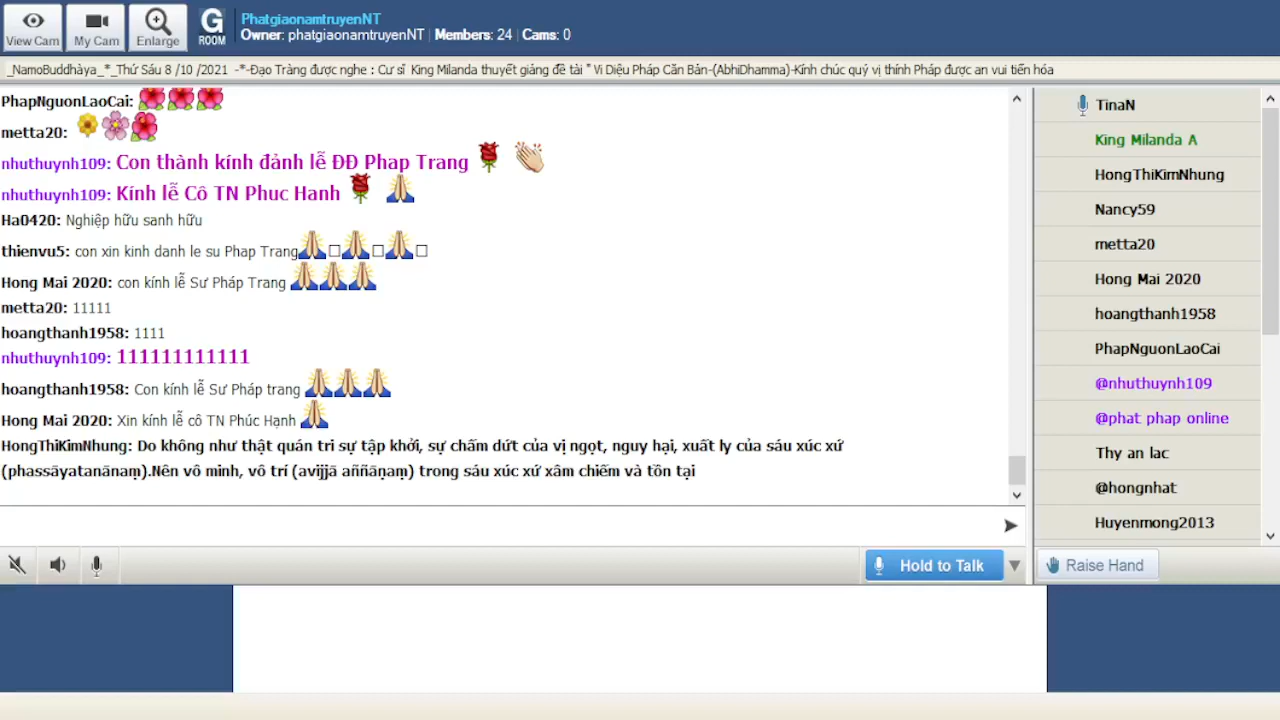 View Cam
My Cam
Enlarge
G
ROOM
PhatgiaonamtruyenNT
Owner: phatgiaonamtruyenNT | Members: 24 | Cams: 0
_NamoBuddhàya_*_Thứ Sáu 8 /10 /2021 -*-Đạo Tràng được nghe : Cư sĩ King Milanda thuyết giảng đề tài " Vi Diệu Pháp Căn Bản-(AbhiDhamma)-Kính chúc quý vị thính Pháp được an vui tiến hóa
PhapNguonLaoCai:
metta20:
nhuthuynh109: Con thành kính đảnh lễ ĐĐ Phap Trang
nhuthuynh109: Kính lễ Cô TN Phuc Hanh
Ha0420: Nghiệp hữu sanh hữu
thienvu5: con xin kinh danh le su Phap Trang
Hong Mai 2020: con kính lễ Sư Pháp Trang
metta20: 11111
hoangthanh1958: 1111
nhuthuynh109: 111111111111
hoangthanh1958: Con kính lễ Sư Pháp trang
Hong Mai 2020: Xin kính lễ cô TN Phúc Hạnh
HongThiKimNhung: Do không như thật quán tri sự tập khởi, sự chấm dứt của vị ngọt, nguy hại, xuất ly của sáu xúc xứ
(phassāyatanānaṃ).Nên vô minh, vô trí (avijjā aññāṇaṃ) trong sáu xúc xứ xâm chiếm và tồn tại
Hold to Talk
TinaN
King Milanda A
HongThiKimNhung
Nancy59
metta20
Hong Mai 2020
hoangthanh1958
PhapNguonLaoCai
@nhuthuynh109
@phat phap online
Thy an lac
@hongnhat
Huyenmong2013
Raise Hand